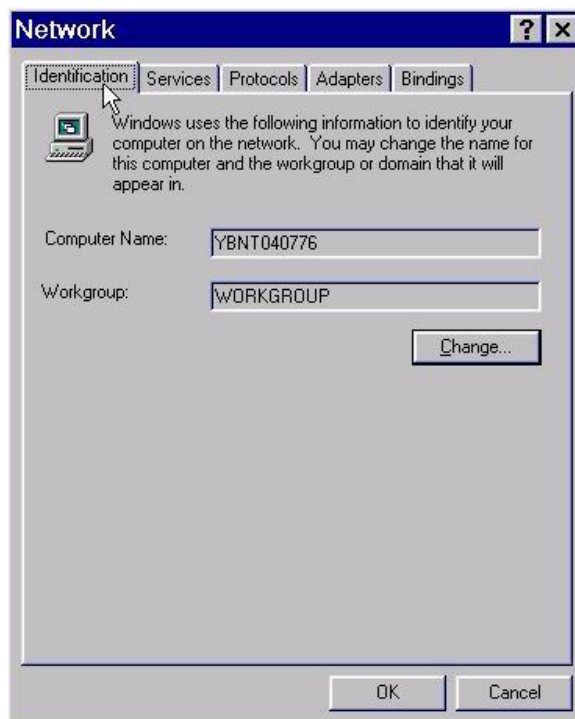 Network
Identification Services Protocols Adapters Bindings
Windows uses the following information to identify your
computer on the network. You may change the name for
this computer and the workgroup or domain that it will
appear in.
Computer Name: YBNT040776
Workgroup: WORKGROUP
Change...
OK Cancel